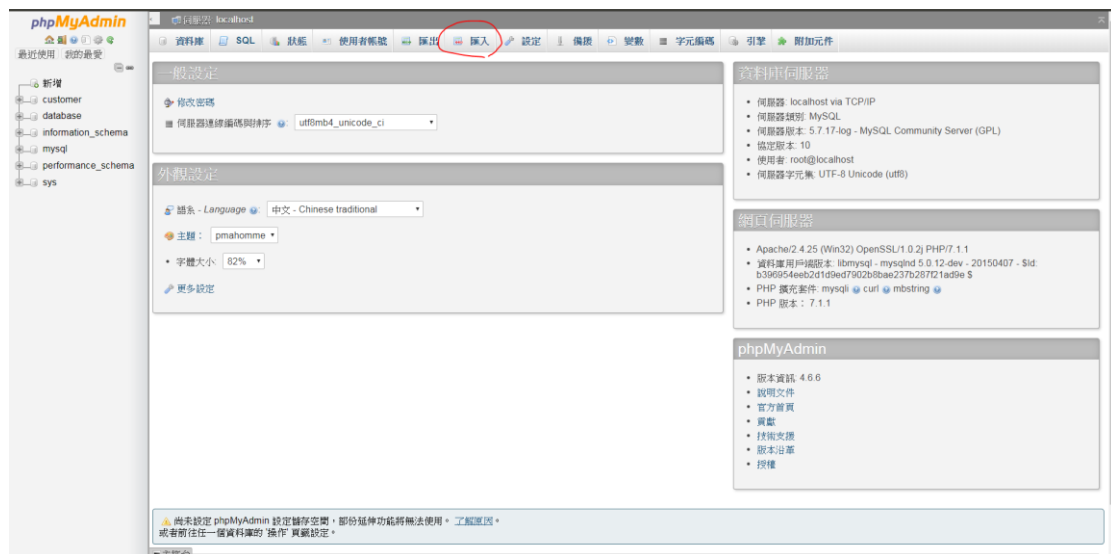 phpMyAdmin
最近使用 我的最愛
新增
customer
database
information_schema
mysql
performance_schema
sys
伺服器: localhost
資料庫
SQL
狀態
使用者帳號
匯出
匯入
設定
備援
變數
字元編碼
引擎
附加元件
一般設定
修改密碼
伺服器連線編碼與排序 : utf8mb4_unicode_ci
外觀設定
語系 - Language : 中文 - Chinese traditional
主題： pmahomme
字體大小: 82%
更多設定
資料庫伺服器
伺服器: localhost via TCP/IP
伺服器類別: MySQL
伺服器版本: 5.7.17-log - MySQL Community Server (GPL)
協定版本: 10
使用者: root@localhost
伺服器字元集: UTF-8 Unicode (utf8)
網頁伺服器
Apache/2.4.25 (Win32) OpenSSL/1.0.2j PHP/7.1.1
資料庫用戶端版本: libmysql - mysqlnd 5.0.12-dev - 20150407 - $Id:
b396954eeb2d1d9ed7902b8bae237b287f21ad9e $
PHP 擴充套件: mysqli curl mbstring
PHP 版本： 7.1.1
phpMyAdmin
版本資訊: 4.6.6
說明文件
官方首頁
貢獻
技術支援
版本沿革
授權
尚未設定 phpMyAdmin 設定儲存空間，部份延伸功能將無法使用。 了解原因。
或者前往任一個資料庫的 '操作' 頁籤設定。